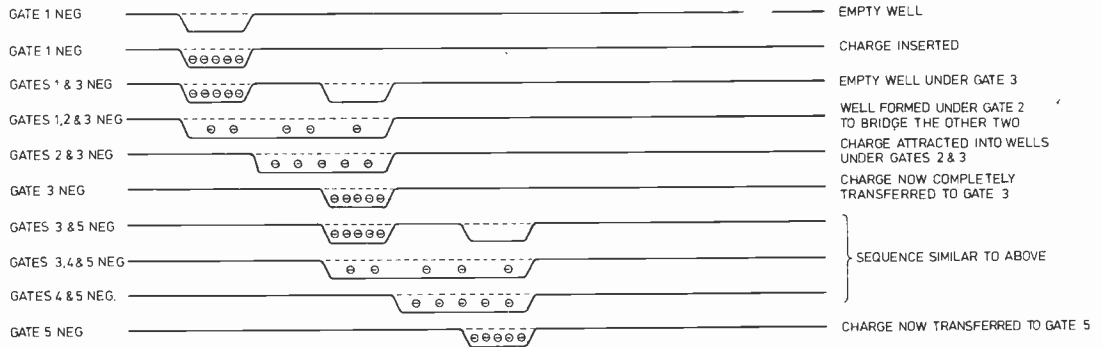 GATE 1 NEG
EMPTY WELL
GATE 1 NEG
CHARGE INSERTED
GATES 1 & 3 NEG
EMPTY WELL UNDER GATE 3
GATES 1,2 & 3 NEG
WELL FORMED UNDER GATE 2
TO BRIDGE THE OTHER TWO
GATES 2 & 3 NEG
CHARGE ATTRACTED INTO WELLS
UNDER GATES 2 & 3
GATE 3 NEG
CHARGE NOW COMPLETELY
TRANSFERRED TO GATE 3
GATES 3 & 5 NEG
GATES 3,4 & 5 NEG
SEQUENCE SIMILAR TO ABOVE
GATES 4 & 5 NEG.
GATE 5 NEG
CHARGE NOW TRANSFERRED TO GATE 5